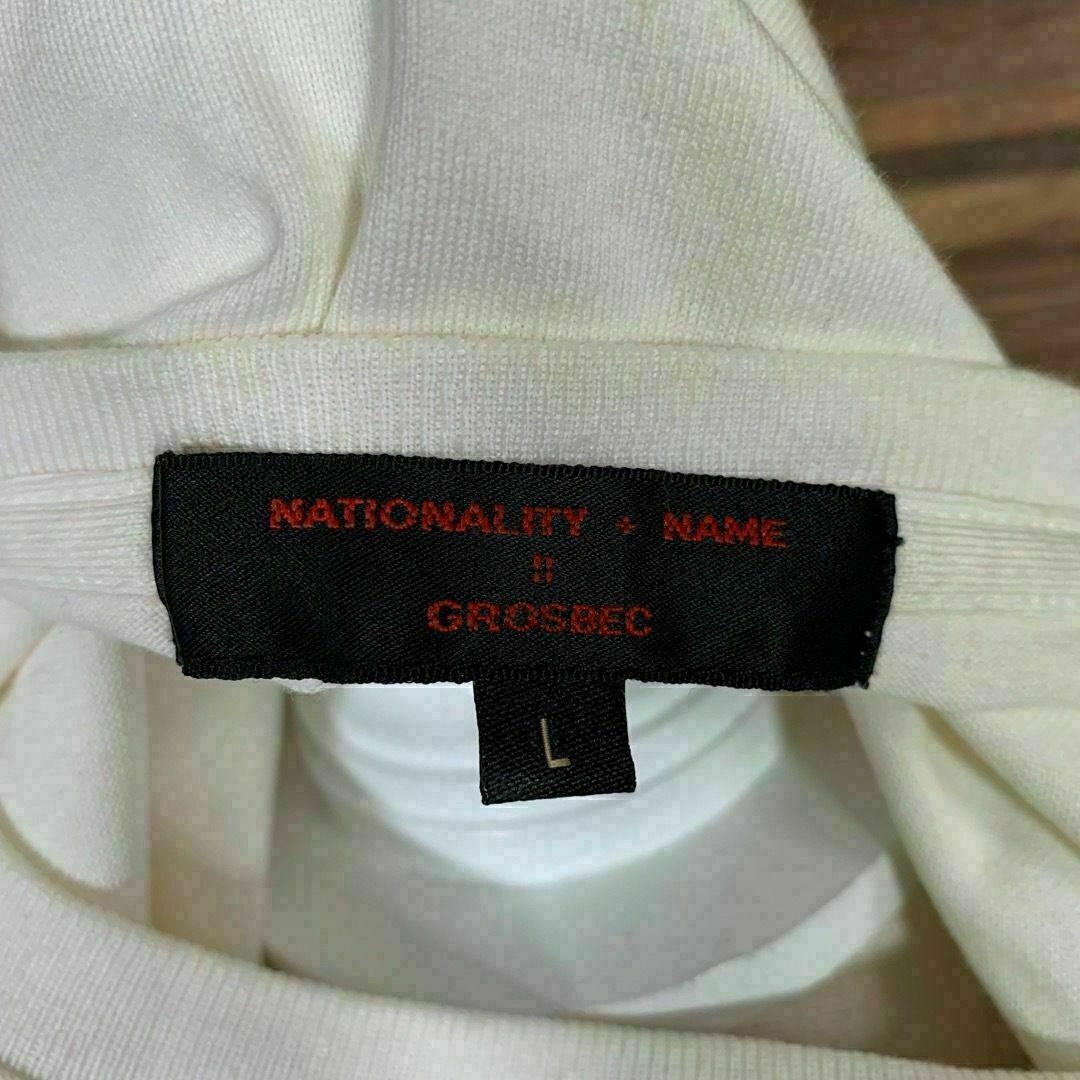 NATIONALITY + NAME
::
GROSBEC
L